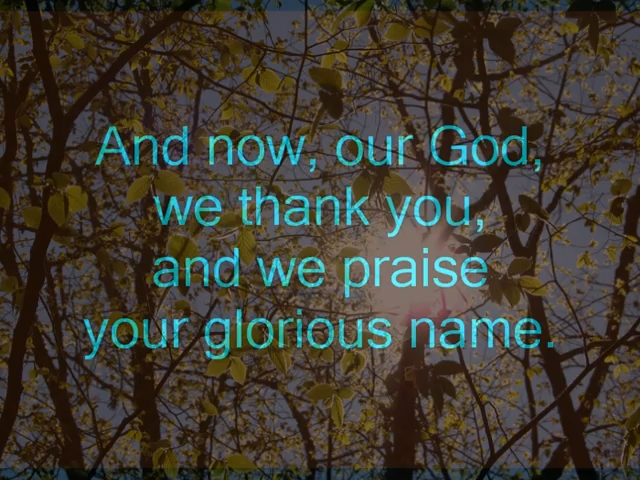 And now, our God,
we thank you,
and we praise
your glorious name.